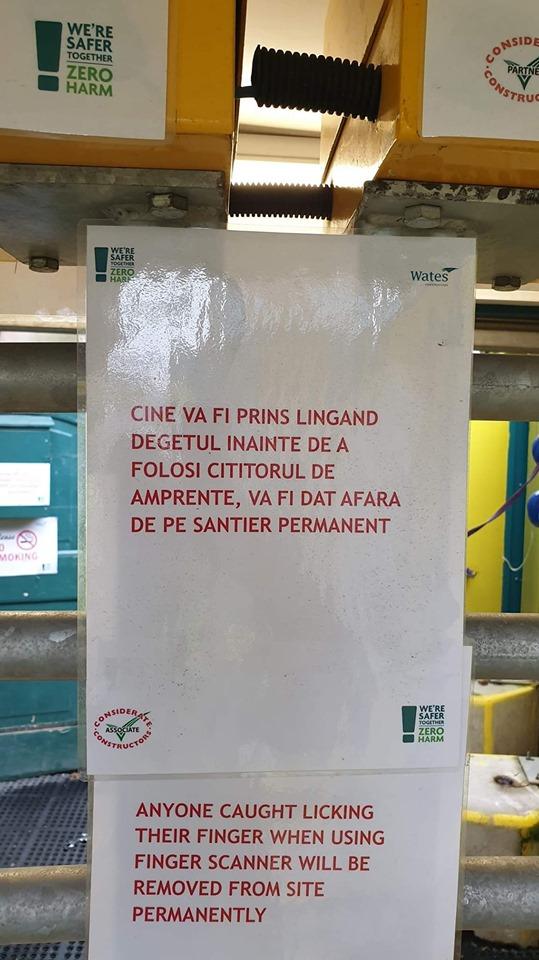 WE'RE
SAFER
TOGETHER
ZERO
HARM
PARTNE
WE'RE
SAFER
TOGETHER
ZERO
HARM
Wates
CINE VA FI PRINS LINGAND
DEGETUL INAINTE DE A
FOLOSI CITITORUL DE
AMPRENTE, VA FI DAT AFARA
DE PE SANTIER PERMANENT
MOKING
CONSIDERATE
ASSOCIATE
CONSTRUCTORS
WE'RE
SAFER
TOGETHER
ZERO
HARM
ANYONE CAUGHT LICKING
THEIR FINGER WHEN USING
FINGER SCANNER WILL BE
REMOVED FROM SITE
PERMANENTLY